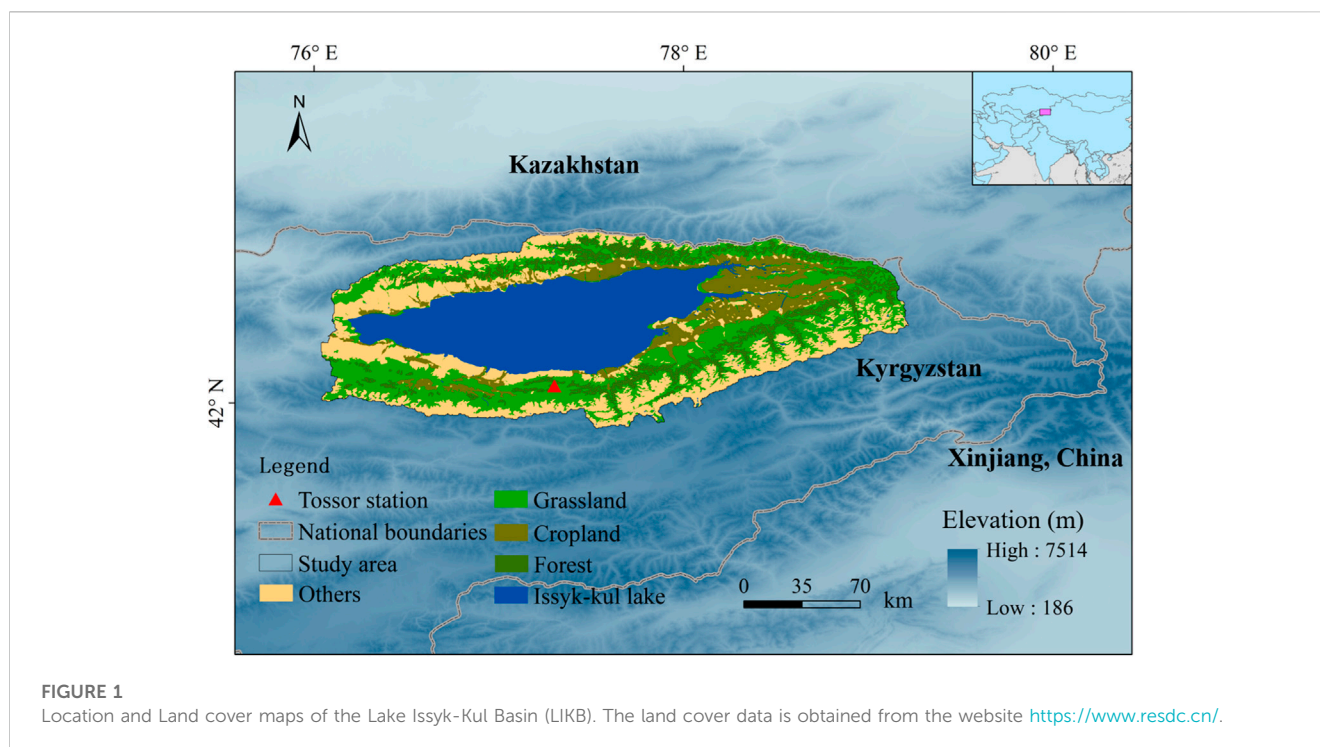 76° E
78° E
80° E
N
Kazakhstan
Kyrgyzstan
42° N
Xinjiang, China
Legend
Tossor station
National boundaries
Study area
Others
Grassland
Cropland
Forest
Issyk-kul lake
0 35 70
km
Elevation (m)
High : 7514
Low : 186
FIGURE 1
Location and Land cover maps of the Lake Issyk-Kul Basin (LIKB). The land cover data is obtained from the website https://www.resdc.cn/.